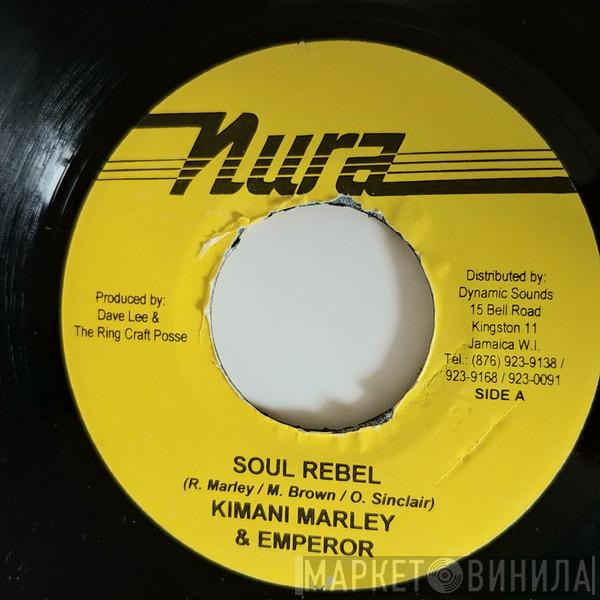 Nura
Produced by:
Dave Lee &
The Ring Craft Posse
Distributed by:
Dynamic Sounds
15 Bell Road
Kingston 11
Jamaica W.I.
Tel.: (876) 923-9138 /
923-9168 / 923-0091
SIDE A
SOUL REBEL
(R. Marley / M. Brown / O. Sinclair)
KIMANI MARLEY
& EMPEROR
МАРКЕТ ВИНИЛА